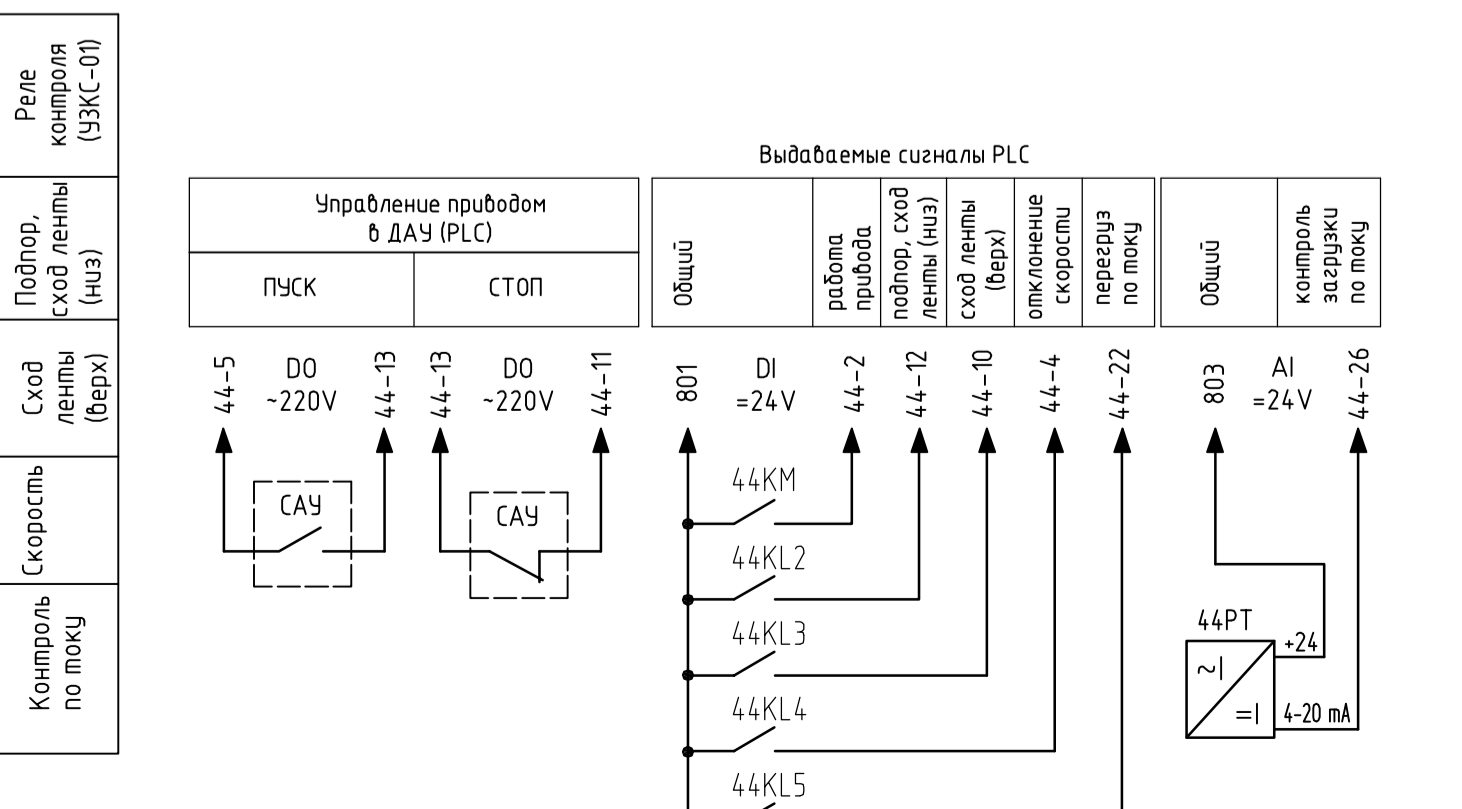 Реле
контроля
(УЗКС-01)
Подпор,
сход ленты
(низ)
Сход
ленты
(верх)
Скорость
Контроль
по току
Выдаваемые сигналы PLC
Управление приводом
в ДАУ (PLC)
ПУСК
СТОП
Общий
работа
привода
подпор, сход
ленты (низ)
сход ленты
(верх)
отклонение
скорости
перегруз
по току
Общий
контроль
загрузки
по току
44-5
DO
~220V
44-13
44-13
DO
~220V
44-11
801
DI
=24V
44-2
44-12
44-10
44-4
44-22
803
AI
=24V
44-26
САУ
САУ
44KM
44KL2
44KL3
44KL4
44KL5
44PT
+24
~I
=I
4-20 mA